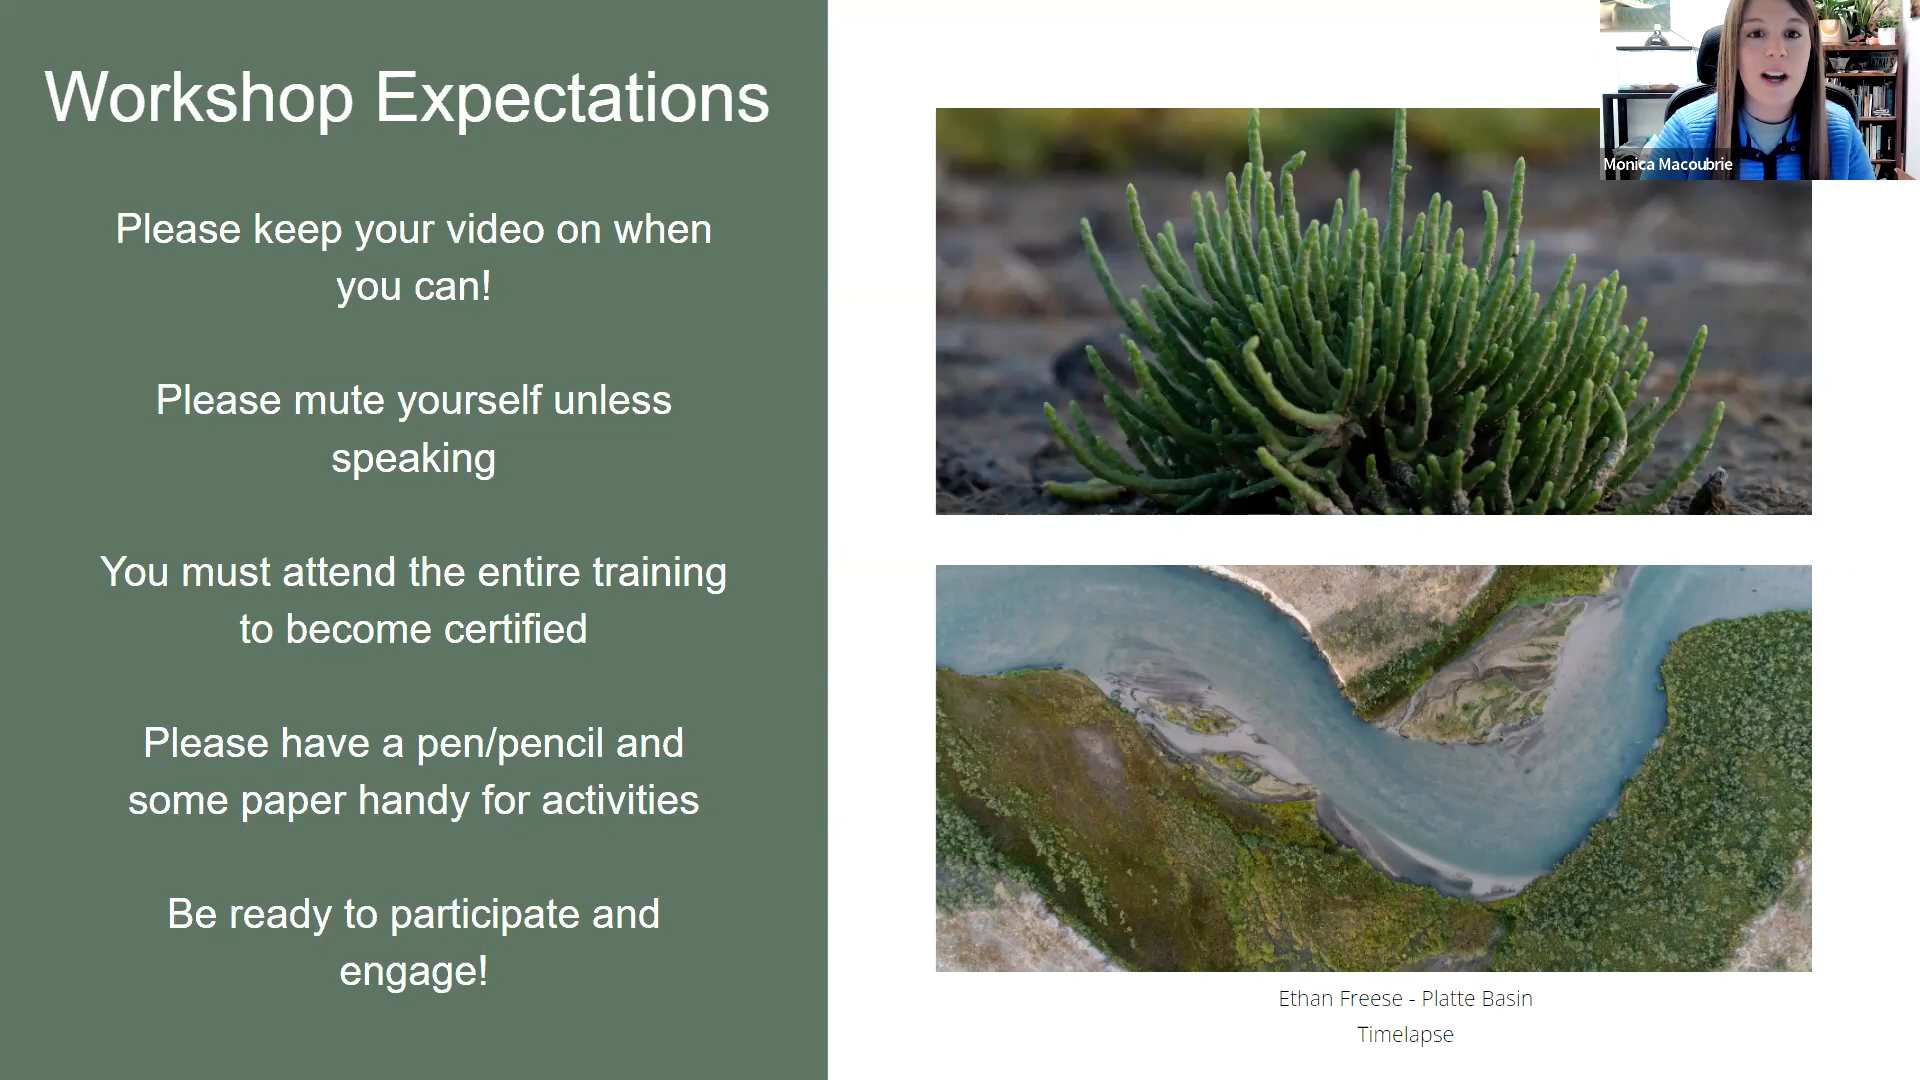 Workshop Expectations
Please keep your video on when
you can!
Please mute yourself unless
speaking
You must attend the entire training
to become certified
Please have a pen/pencil and
some paper handy for activities
Be ready to participate and
engage!
Monica Macoubrie
Ethan Freese - Platte Basin
Timelapse